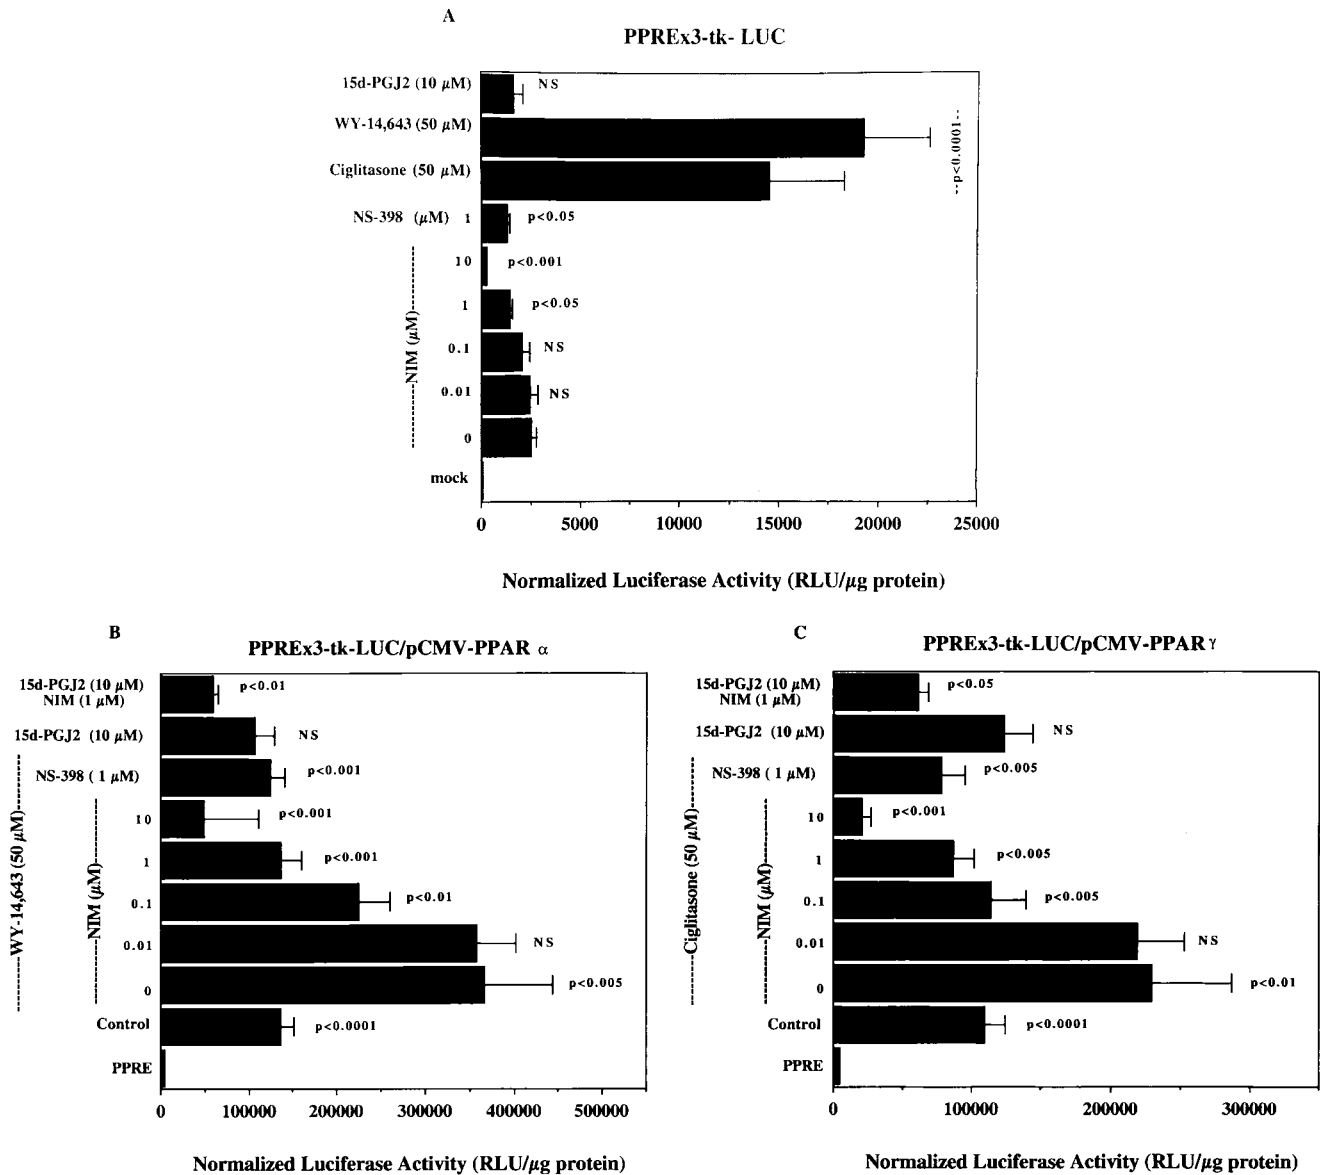 A
PPREx3-tk- LUC
15d-PGJ2 (10 µM)
NS
WY-14,643 (50 µM)
--p<0.0001--
Ciglitasone (50 µM)
NS-398 (µM) 1
p<0.05
NIM (µM)
10
p<0.001
1
p<0.05
0.1
NS
0.01
NS
0
mock
0 5000 10000 15000 20000 25000
Normalized Luciferase Activity (RLU/µg protein)
B
PPREx3-tk-LUC/pCMV-PPAR α
15d-PGJ2 (10 µM)
NIM (1 µM)
p<0.01
15d-PGJ2 (10 µM)
NS
WY-14,643 (50 µM)
NS-398 ( 1 µM)
p<0.001
NIM (µM)
10
p<0.001
1
p<0.001
0.1
p<0.01
0.01
NS
0
p<0.005
Control
p<0.0001
PPRE
0 100000 200000 300000 400000 500000
Normalized Luciferase Activity (RLU/µg protein)
C
PPREx3-tk-LUC/pCMV-PPAR γ
15d-PGJ2 (10 µM)
NIM (1 µM)
p<0.05
15d-PGJ2 (10 µM)
NS
Ciglitasone (50 µM)
NS-398 ( 1 µM)
p<0.005
NIM (µM)
10
p<0.001
1
p<0.005
0.1
p<0.005
0.01
NS
0
p<0.01
Control
p<0.0001
PPRE
0 100000 200000 300000
Normalized Luciferase Activity (RLU/µg protein)